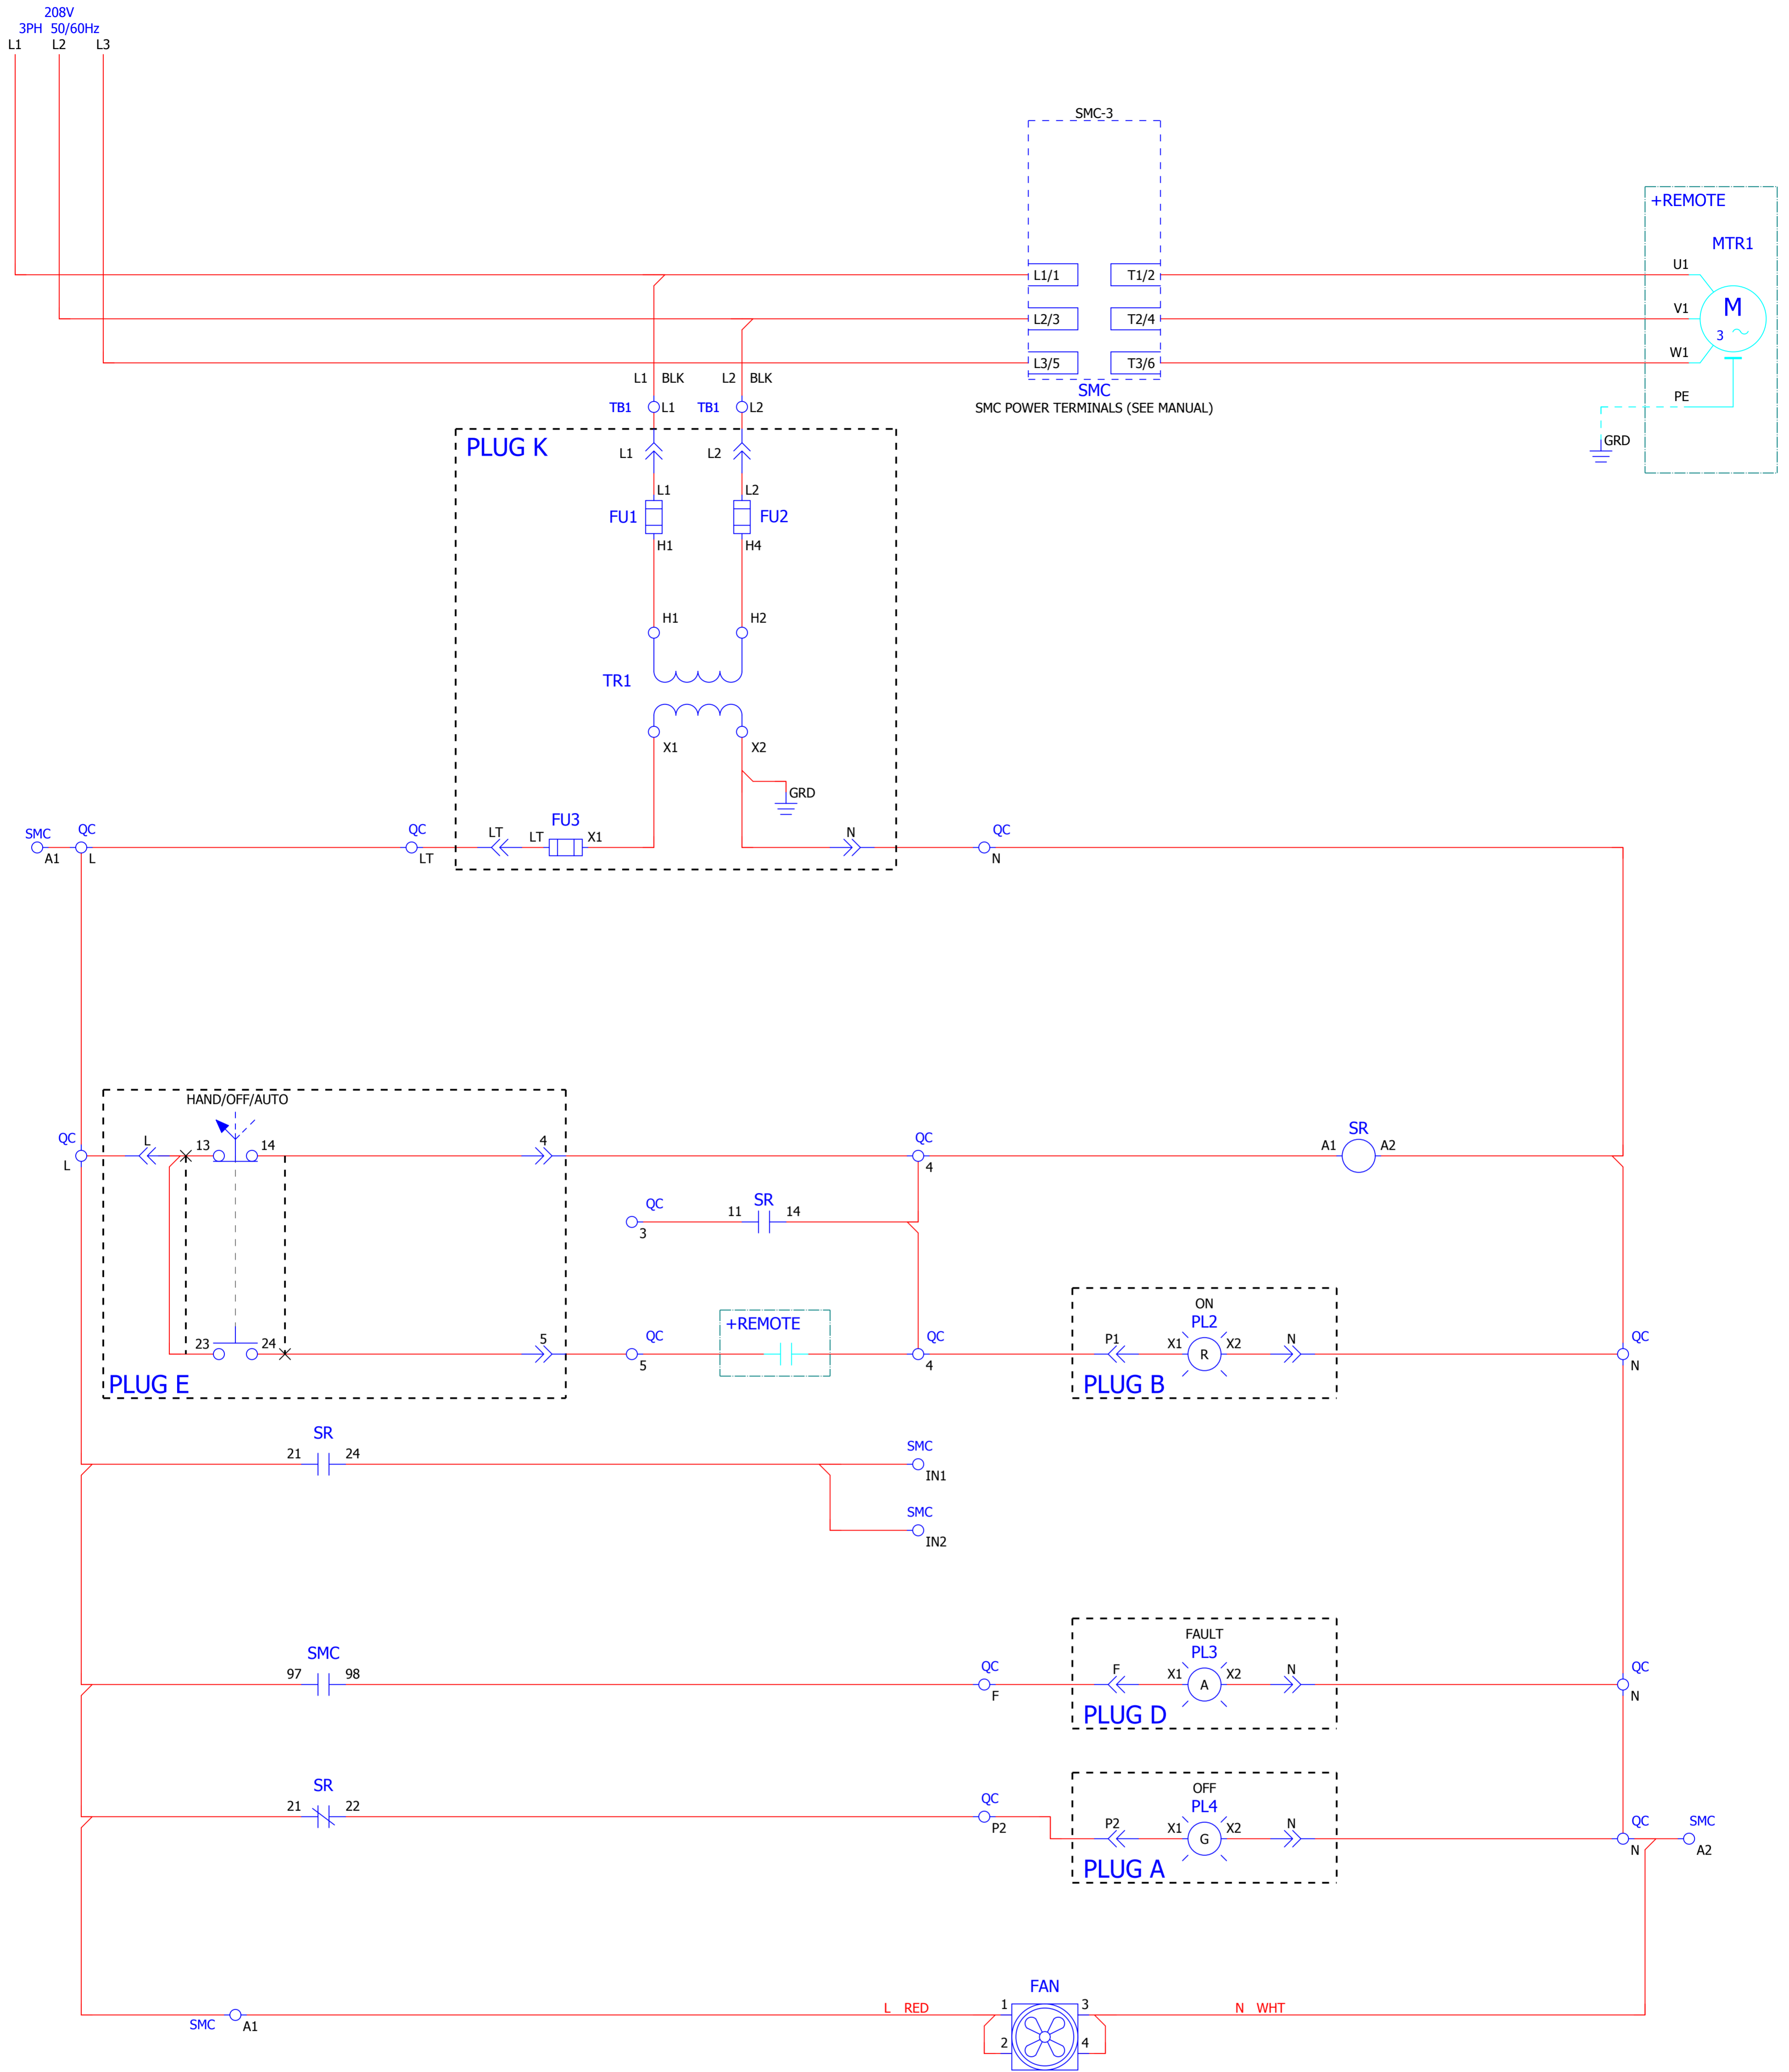 208V
3PH 50/60Hz
L1 L2 L3
SMC-3
+REMOTE
MTR1
L1/1 T1/2 U1
L2/3 T2/4 V1 M
3
L3/5 T3/6 W1
L1 BLK L2 BLK
SMC
SMC POWER TERMINALS (SEE MANUAL)
PE
TB1 L1 TB1 L2
GRD
PLUG K
L1 L2
L1 L2
FU1 FU2
H1 H4
H1 H2
TR1
X1 X2
GRD
FU3
SMC QC QC LT LT X1 N QC
A1 L LT N
HAND/OFF/AUTO
QC L 13 14 4 QC A1 SR A2
L 4
QC 11 SR 14
3
ON
+REMOTE
PL2
23 24 5 QC QC P1 X1 X2 N QC
R
5 4 N
PLUG E PLUG B
SR
21 24 SMC
IN1
SMC
IN2
FAULT
SMC PL3
97 98 QC F X1 X2 N QC
A
F N
PLUG D
SR OFF
21 22 QC PL4
P2 P2 X1 X2 N QC SMC
G
N A2
PLUG A
FAN
L RED 1 3 N WHT
SMC A1
2 4